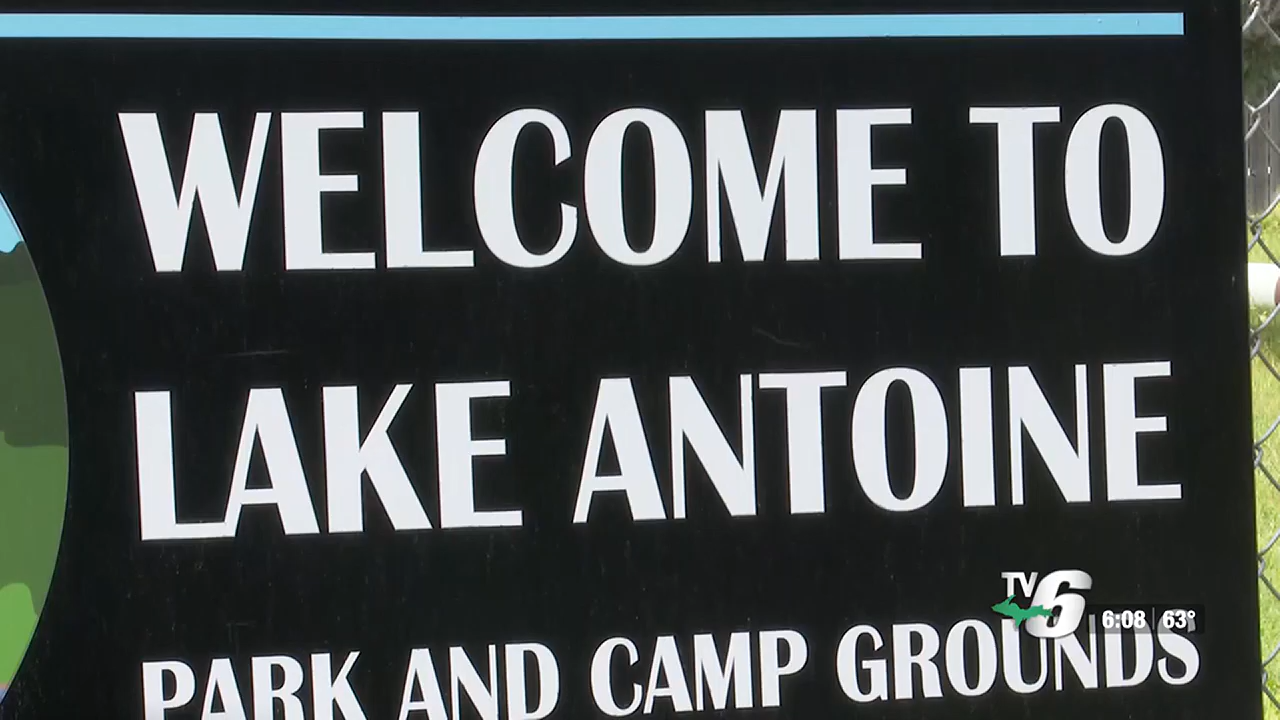 WELCOME TO
LAKE ANTOINE
PARK AND CAMP GROUNDS
TV6
6:08 63°